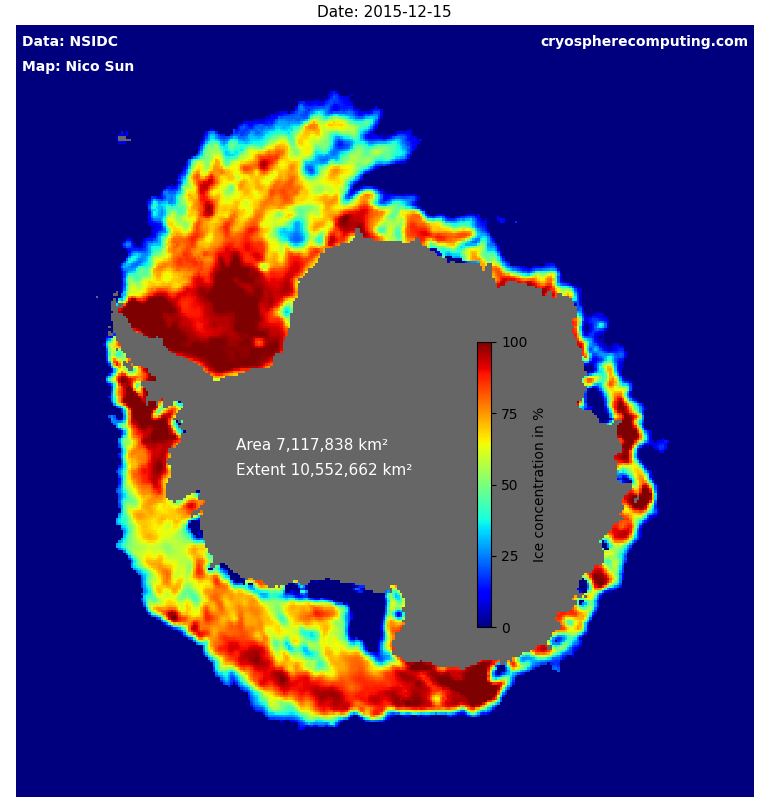 Date: 2015-12-15
Data: NSIDC
cryospherecomputing.com
Map: Nico Sun
100
75
50
25
0
Ice concentration in %
Area 7,117,838 km²
Extent 10,552,662 km²